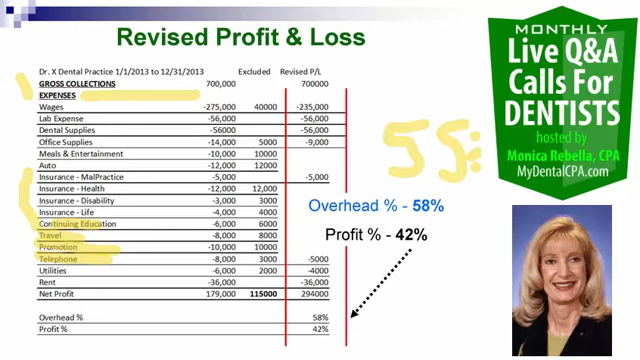 Revised Profit & Loss
Dr. X Dental Practice 1/1/2013 to 12/31/2013 Excluded Revised P/L
GROSS COLLECTIONS 700,000 700000
EXPENSES
Wages -275,000 40000 -235,000
Lab Expense -56,000 -56,000
Dental Supplies -56000 -56,000
Office Supplies -14,000 5000 -9,000
Meals & Entertainment -10,000 10000
Auto -12,000 12000
Insurance - MalPractice -5,000 -5,000
Insurance - Health -12,000 12,000
Insurance - Disability -3,000 3000
Insurance - Life -4,000 4000
Continuing Education -6,000 6000
Travel -8,000 8000
Promotion -10,000 10000
Telephone -8,000 3000 -5000
Utilities -6,000 2000 -4000
Rent -36,000 -36,000
Net Profit 179,000 115000 294000
Overhead % 58%
Profit % 42%
55%
Overhead % - 58%
Profit % - 42%
MONTHLY
Live Q&A
Calls For
DENTISTS
hosted by
Monica Rebella, CPA
MyDentalCPA.com